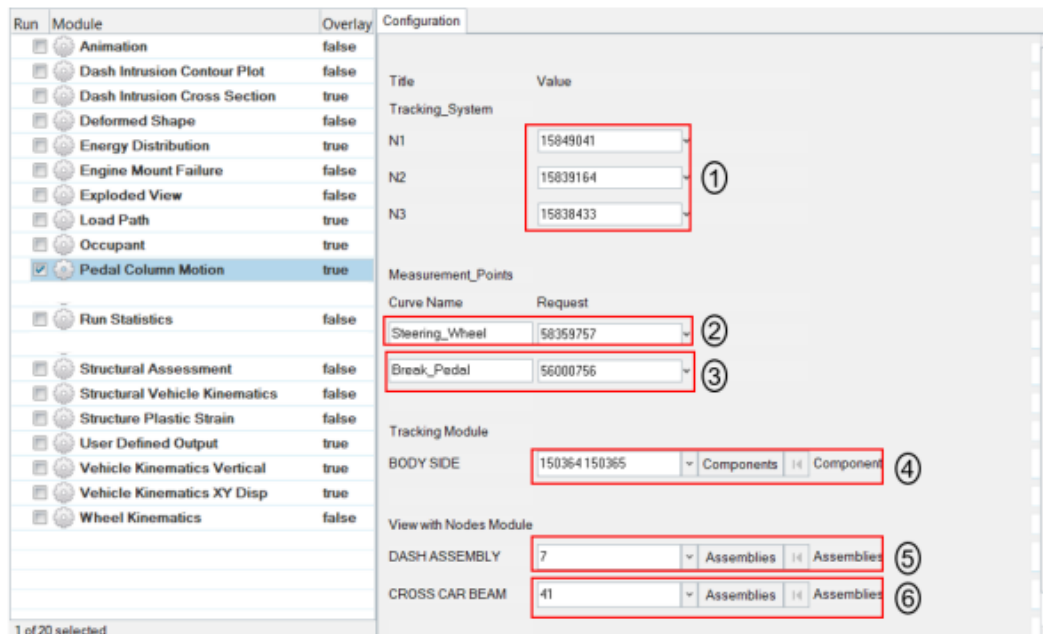 Run Module Overlay
Animation false
Dash Intrusion Contour Plot false
Dash Intrusion Cross Section true
Deformed Shape false
Energy Distribution true
Engine Mount Failure false
Exploded View false
Load Path true
Occupant true
Pedal Column Motion true
Run Statistics false
Structural Assessment false
Structural Vehicle Kinematics false
Structure Plastic Strain false
User Defined Output true
Vehicle Kinematics Vertical true
Vehicle Kinematics XY Disp true
Wheel Kinematics false
1 of 20 selected
Configuration
Title Value
Tracking_System
N1 15849041
N2 15839164 1
N3 15838433
Measurement_Points
Curve Name Request
Steering_Wheel 58359757 2
Break_Pedal 56000756 3
Tracking Module
BODY SIDE 150364 150365 Components Component 4
View with Nodes Module
DASH ASSEMBLY 7 Assemblies Assemblies 5
CROSS CAR BEAM 41 Assemblies Assemblies 6